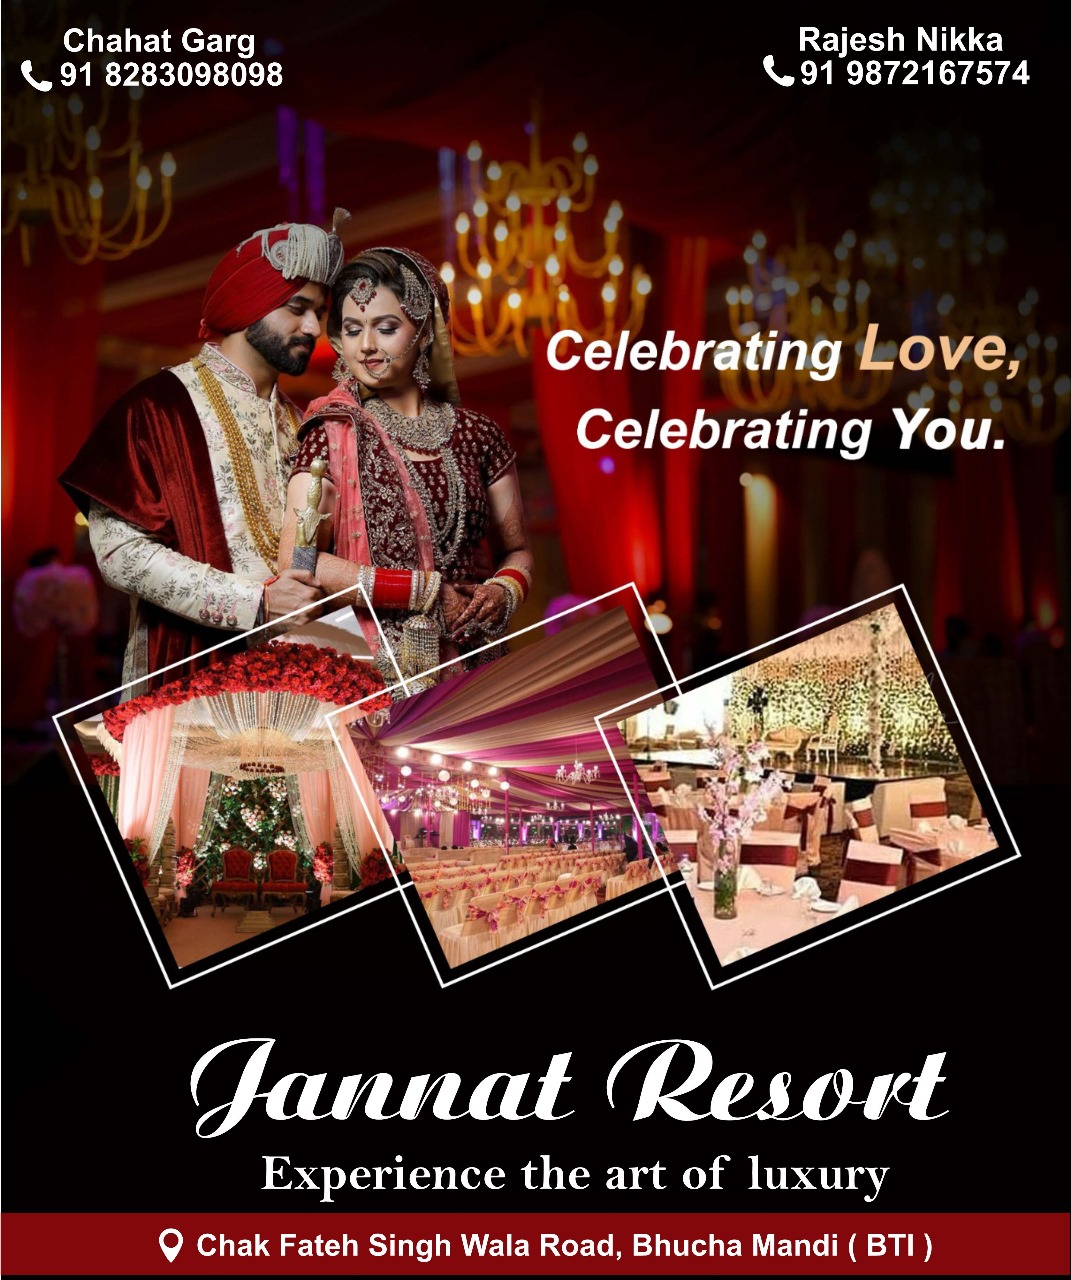 Chahat Garg
91 8283098098
Rajesh Nikka
91 9872167574
Celebrating Love,
Celebrating You.
Jannat Resort
Experience the art of luxury
Chak Fateh Singh Wala Road, Bhucha Mandi ( BTI )